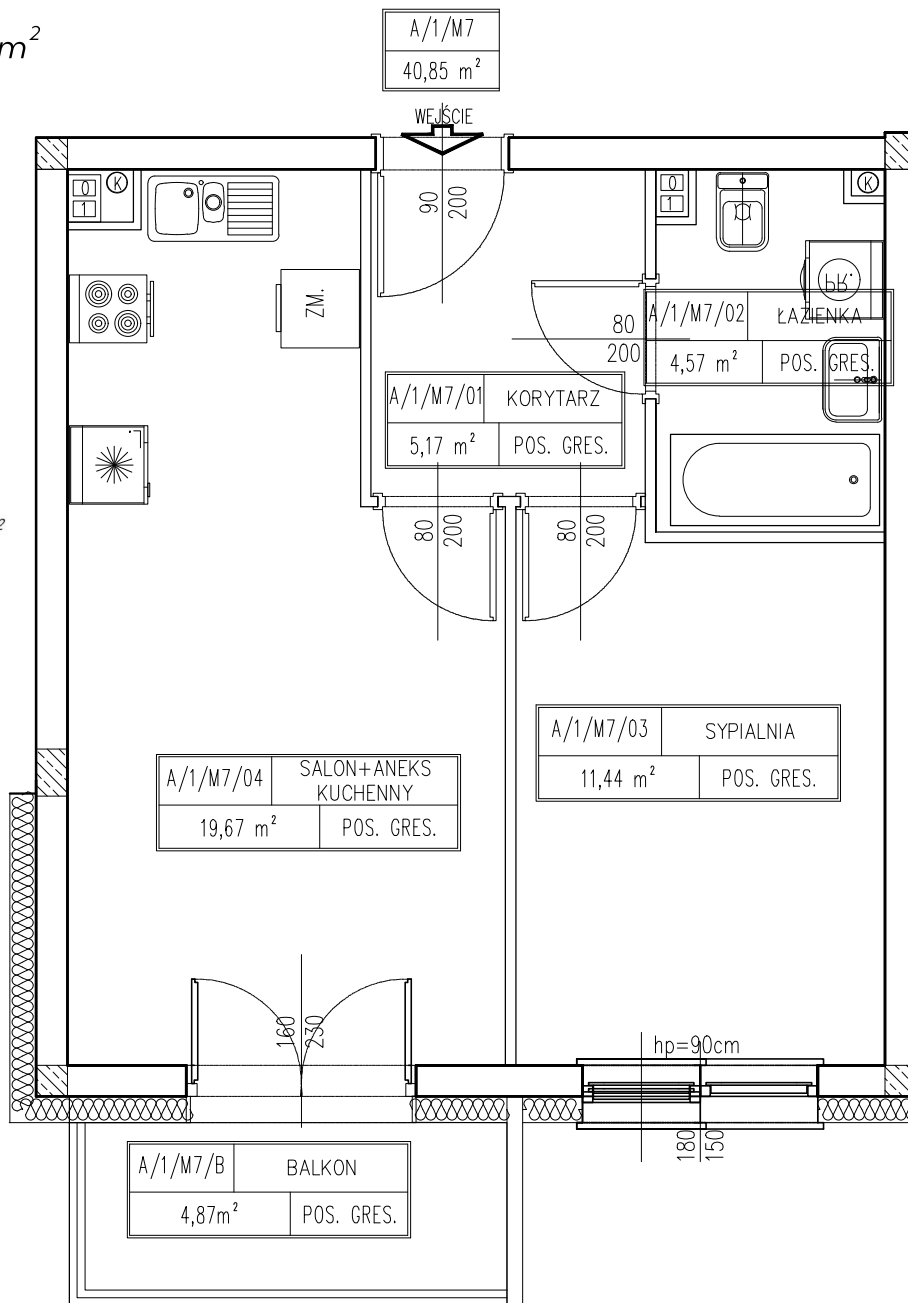 m²
A/1/M7
40,85 m²
WEJŚCIE
0
1
K
90
200
0
1
K
ZM.
PR.
80
200
A/1/M7/02 ŁAZIENKA
4,57 m² POS. GRES.
A/1/M7/01 KORYTARZ
5,17 m² POS. GRES.
80
200
80
200
A/1/M7/03 SYPIALNIA
11,44 m² POS. GRES.
A/1/M7/04 SALON+ANEKS
KUCHENNY
19,67 m² POS. GRES.
160
230
hp=90cm
180
150
A/1/M7/B BALKON
4,87m² POS. GRES.